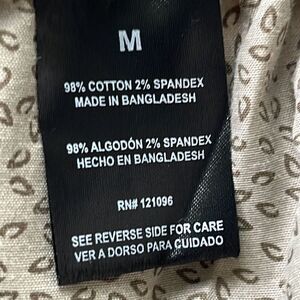 M
98% COTTON 2% SPANDEX
MADE IN BANGLADESH
98% ALGODÓN 2% SPANDEX
HECHO EN BANGLADESH
RN# 121096
SEE REVERSE SIDE FOR CARE
VER A DORSO PARA CUIDADO